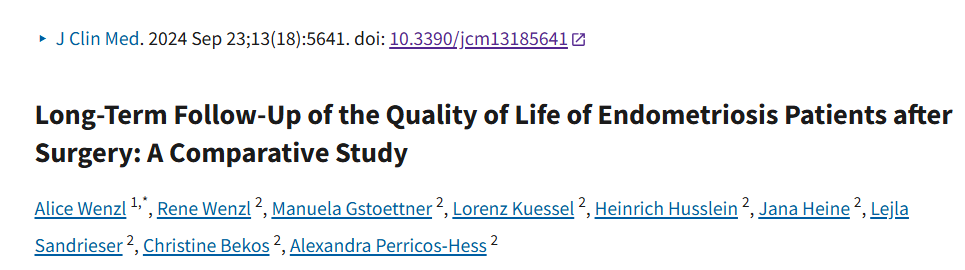 J Clin Med. 2024 Sep 23;13(18):5641. doi: 10.3390/jcm13185641
Long-Term Follow-Up of the Quality of Life of Endometriosis Patients after
Surgery: A Comparative Study
Alice Wenzl 1,*, Rene Wenzl 2, Manuela Gstoettner 2, Lorenz Kuessel 2, Heinrich Husslein 2, Jana Heine 2, Lejla
Sandrieser 2, Christine Bekos 2, Alexandra Perricos-Hess 2